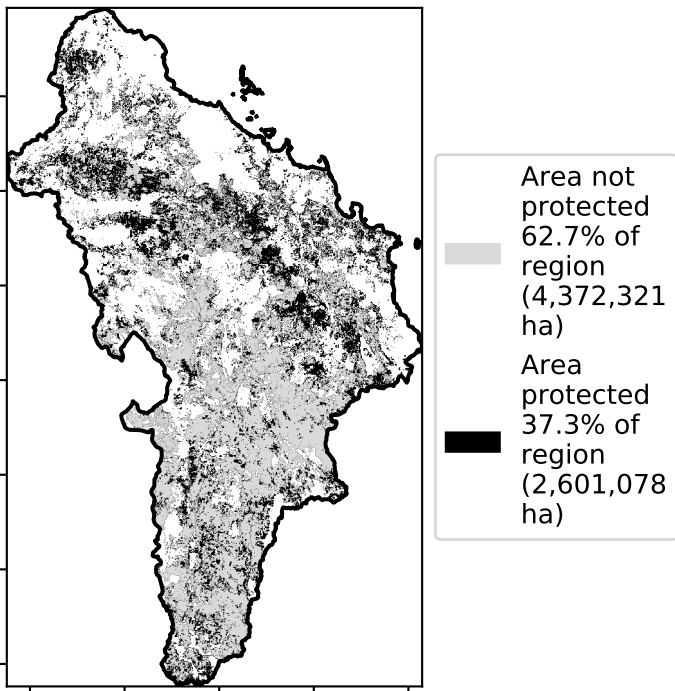 Area not
protected
62.7% of
region
(4,372,321
ha)
Area
protected
37.3% of
region
(2,601,078
ha)